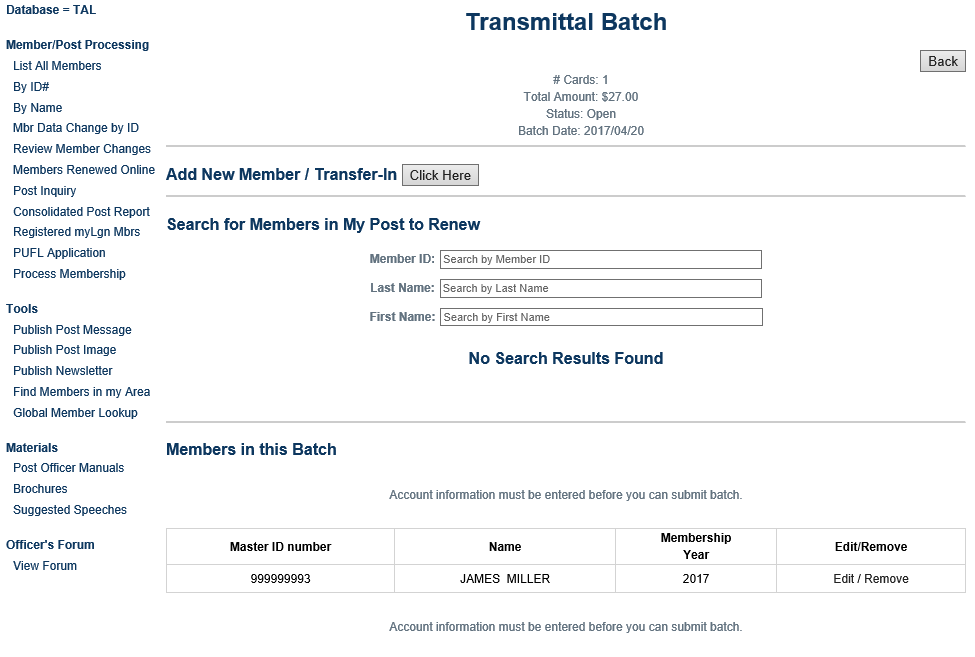 Database = TAL
Member/Post Processing
List All Members
By ID#
By Name
Mbr Data Change by ID
Review Member Changes
Members Renewed Online
Post Inquiry
Consolidated Post Report
Registered myLgn Mbrs
PUFL Application
Process Membership
Tools
Publish Post Message
Publish Post Image
Publish Newsletter
Find Members in my Area
Global Member Lookup
Materials
Post Officer Manuals
Brochures
Suggested Speeches
Officer's Forum
View Forum
Transmittal Batch
Back
# Cards: 1
Total Amount: $27.00
Status: Open
Batch Date: 2017/04/20
Add New Member / Transfer-In Click Here
Search for Members in My Post to Renew
Member ID: Search by Member ID
Last Name: Search by Last Name
First Name: Search by First Name
No Search Results Found
Members in this Batch
Account information must be entered before you can submit batch.
Master ID number Name Membership Year Edit/Remove
999999993 JAMES MILLER 2017 Edit / Remove
Account information must be entered before you can submit batch.